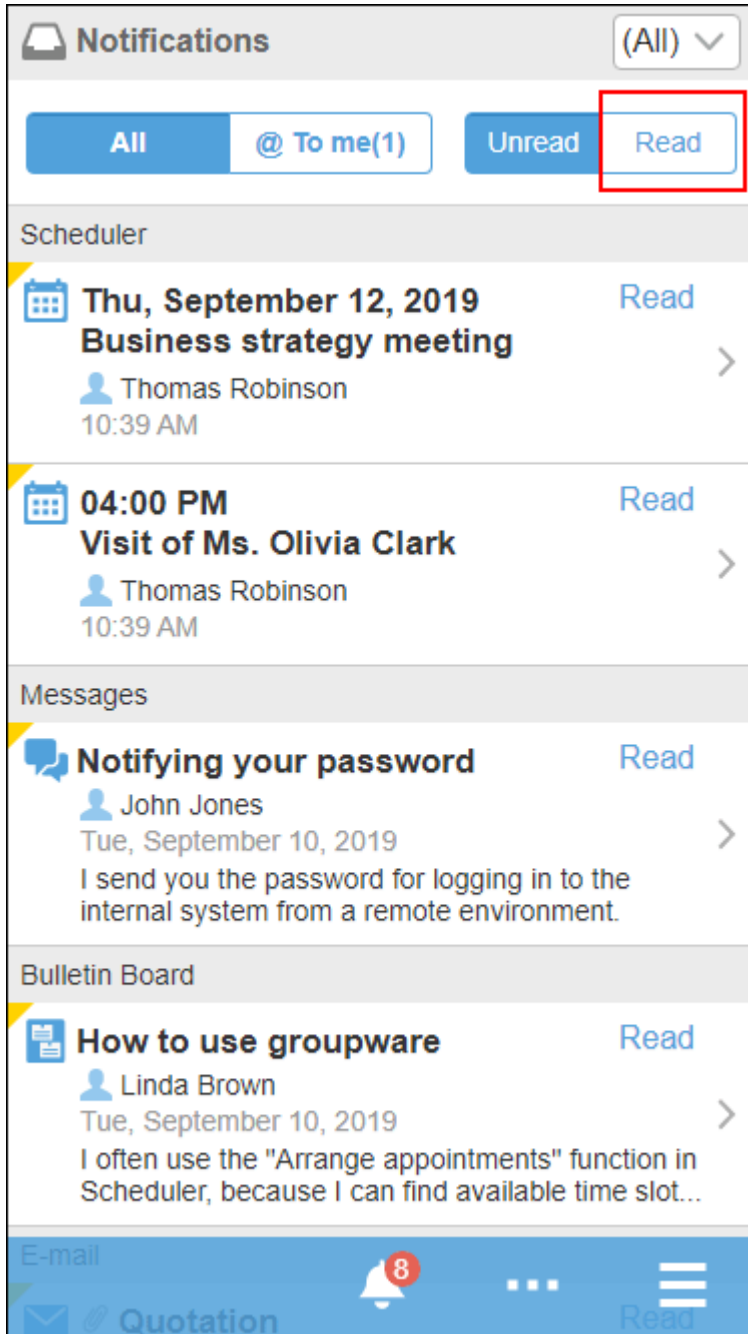 Notifications (All)
All @ To me(1) Unread Read
Scheduler
Thu, September 12, 2019 Read
Business strategy meeting
Thomas Robinson
10:39 AM
04:00 PM Read
Visit of Ms. Olivia Clark
Thomas Robinson
10:39 AM
Messages
Notifying your password Read
John Jones
Tue, September 10, 2019
I send you the password for logging in to the
internal system from a remote environment.
Bulletin Board
How to use groupware Read
Linda Brown
Tue, September 10, 2019
I often use the "Arrange appointments" function in
Scheduler, because I can find available time slot...
E-mail
8
Quotation Read